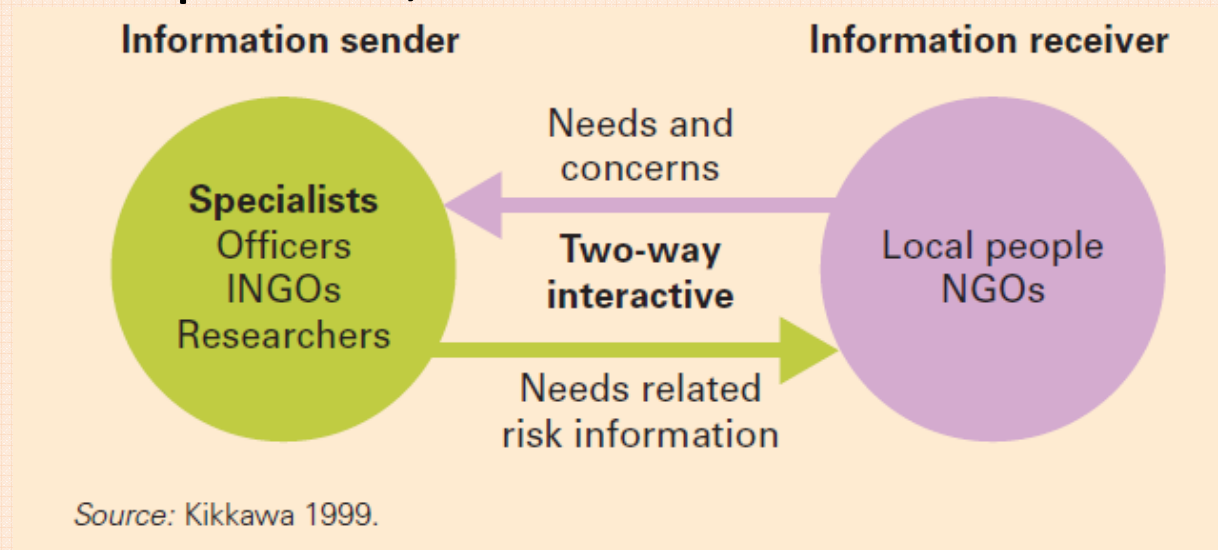 Information sender
Information receiver
Needs and
concerns
Specialists
Officers
INGOs
Researchers
Two-way
interactive
Local people
NGOs
Needs related
risk information
Source: Kikkawa 1999.